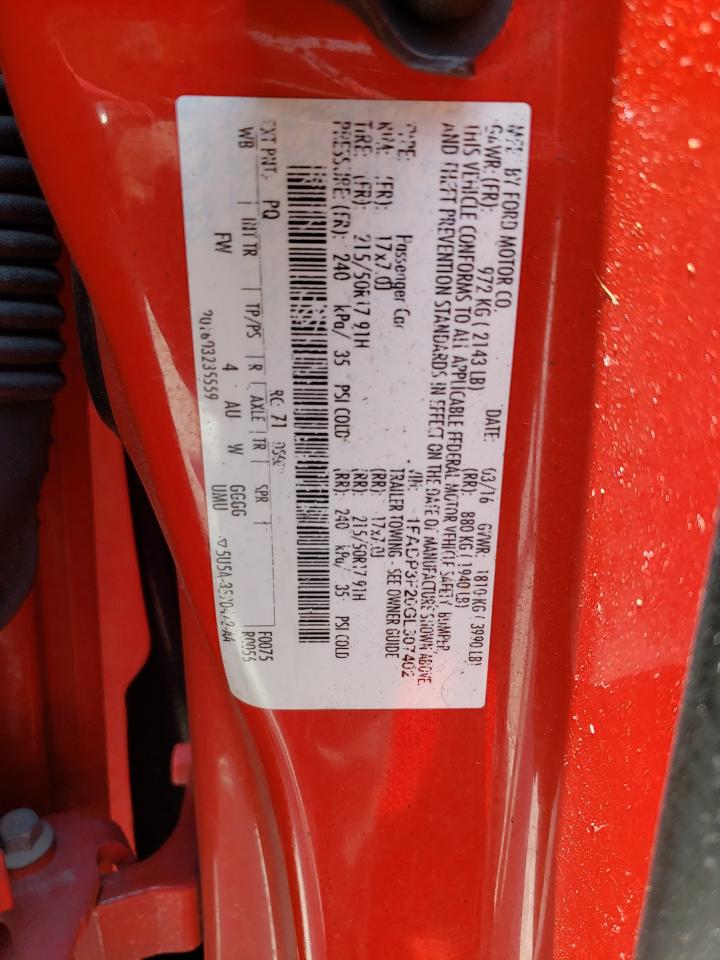 MFD BY FORD MOTOR CO. DATE: 03/16 GVWR: 1810 KG ( 3990 LB)
GAWR: (FR): 972 KG ( 2143 LB) (RR): 880 KG ( 1940 LB)
THIS VEHICLE CONFORMS TO ALL APPLICABLE FEDERAL MOTOR VEHICLE SAFETY BUMPER,
AND THEFT PREVENTION STANDARDS IN EFFECT ON THE DATE OF MANUFACTURE SHOWN ABOVE.
VIN: 1FADP3F20GL307402
TYPE: Passenger Car TRAILER TOWING - SEE OWNER GUIDE
RIM: (FR): 17x7.0J (RR): 17x7.0J
TIRE: (FR): 215/50R17 91H (RR): 215/50R17 91H
PRESSURE (FR): 240 kPa/ 35 PSI COLD (RR): 240 kPa/ 35 PSI COLD
RC: 71
EXT PNT: PQ F0075
WB INT TR TP/PS R AXLE TR SPR R0055
FW 4 AU W GGGG
UMU
201603235559